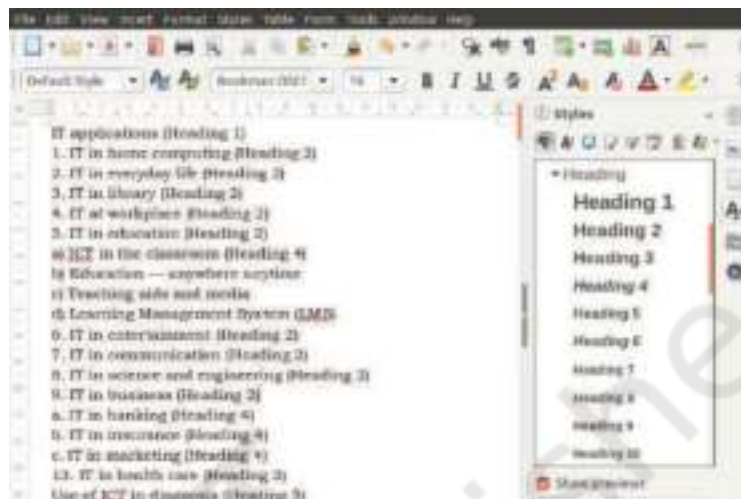 File Edit View Insert Format Styles Table Form Tools Window Help
Default Style
Styles
IT applications (Heading 1)
1. IT in home computing (Heading 2)
2. IT in everyday life (Heading 2)
3. IT in library (Heading 2)
4. IT at workplace (Heading 2)
5. IT in education (Heading 2)
a) ICT in the classroom (Heading 4)
b) Education — anywhere anytime
c) Teaching aids and media
d) Learning Management System (LMS)
6. IT in entertainment (Heading 2)
7. IT in communication (Heading 2)
8. IT in science and engineering (Heading 2)
9. IT in business (Heading 2)
a. IT in banking (Heading 4)
b. IT in insurance (Heading 4)
c. IT in marketing (Heading 4)
13. IT in health care (Heading 2)
Use of ICT in diagnosis (Heading 3)
Heading
Heading 1
Heading 2
Heading 3
Heading 4
Heading 5
Heading 6
Heading 7
Heading 8
Heading 9
Heading 10
Show previews